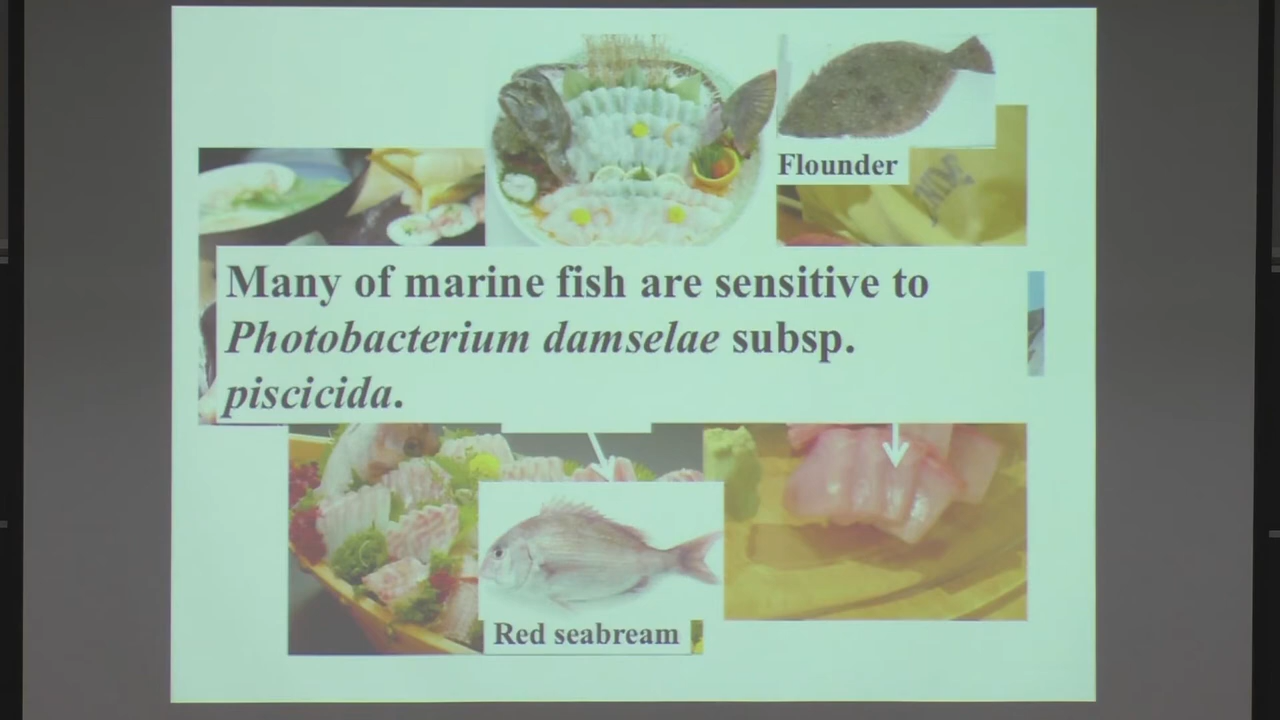 Flounder
Many of marine fish are sensitive to
Photobacterium damselae subsp.
piscicida.
Red seabream